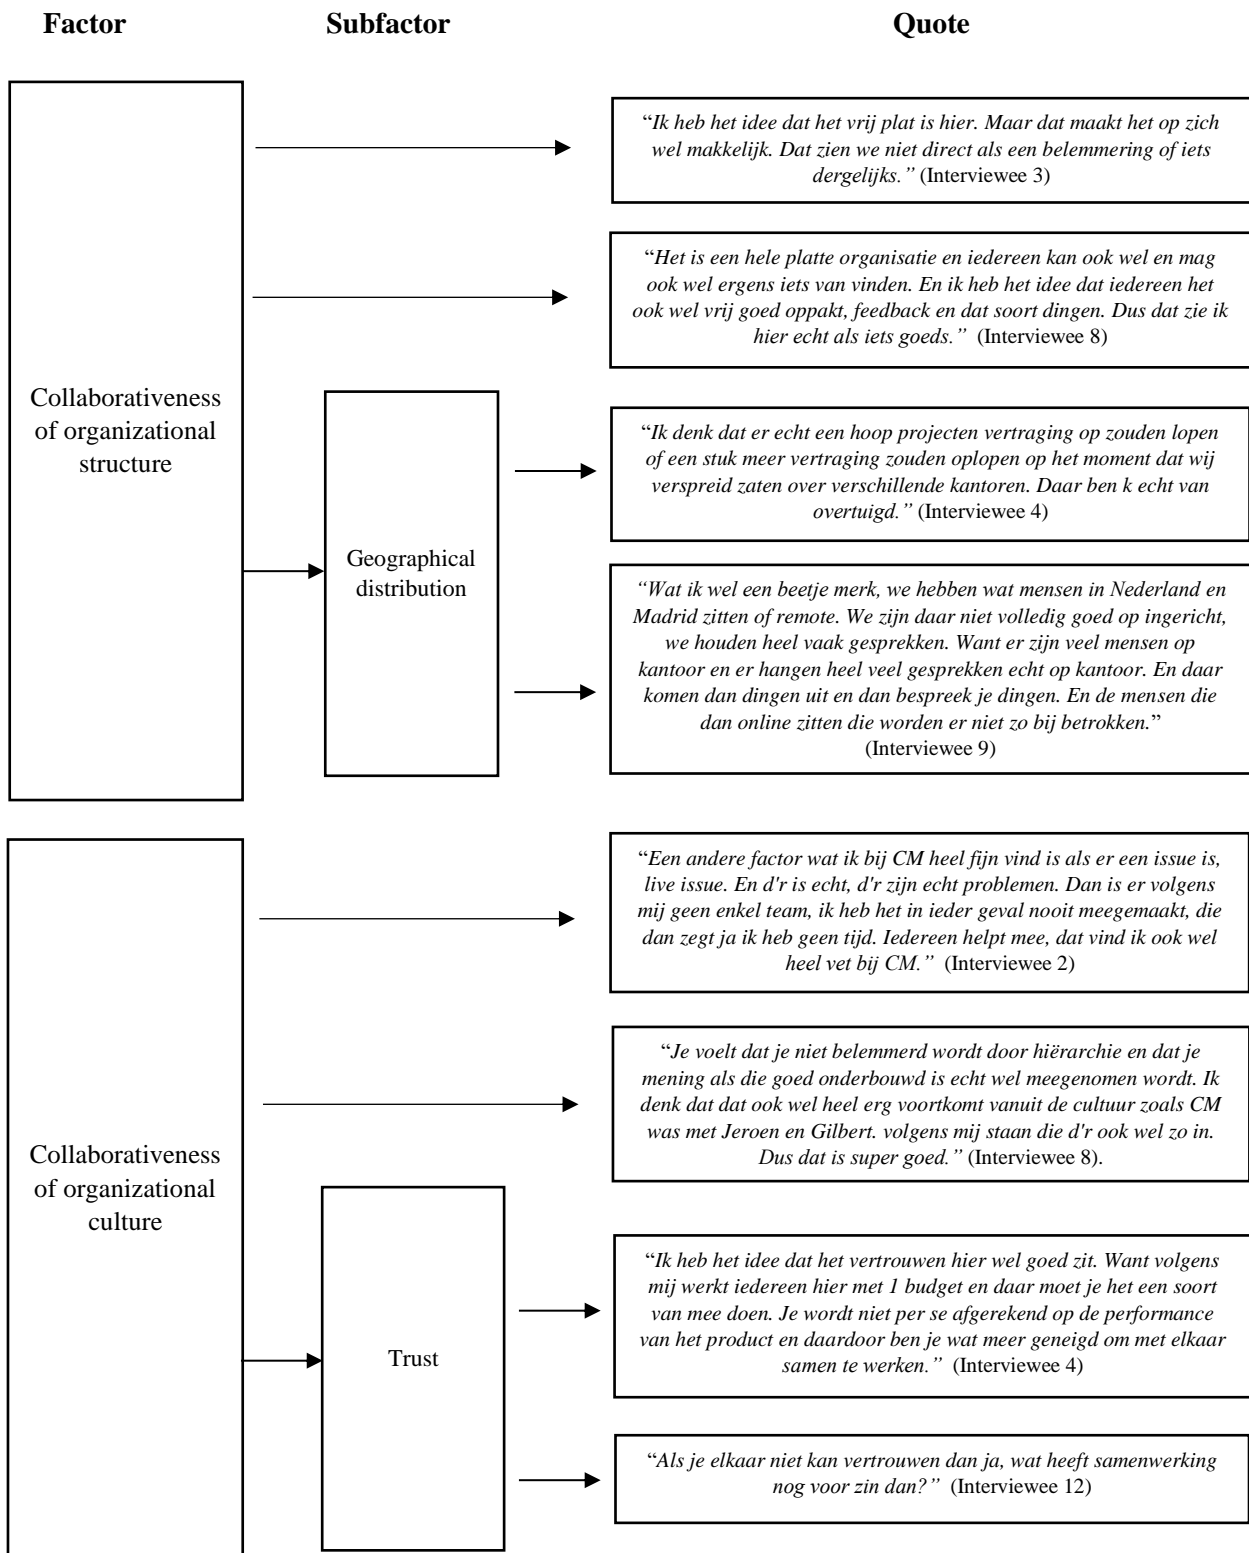 Factor
Subfactor
Quote
Collaborativeness
of organizational
structure
“Ik heb het idee dat het vrij plat is hier. Maar dat maakt het op zich
wel makkelijk. Dat zien we niet direct als een belemmering of iets
dergelijks.” (Interviewee 3)
“Het is een hele platte organisatie en iedereen kan ook wel en mag
ook wel ergens iets van vinden. En ik heb het idee dat iedereen het
ook wel vrij goed oppakt, feedback en dat soort dingen. Dus dat zie ik
hier echt als iets goeds.” (Interviewee 8)
Geographical
distribution
“Ik denk dat er echt een hoop projecten vertraging op zouden lopen
of een stuk meer vertraging zouden oplopen op het moment dat wij
verspreid zaten over verschillende kantoren. Daar ben k echt van
overtuigd.” (Interviewee 4)
“Wat ik wel een beetje merk, we hebben wat mensen in Nederland en
Madrid zitten of remote. We zijn daar niet volledig goed op ingericht,
we houden heel vaak gesprekken. Want er zijn veel mensen op
kantoor en er hangen heel veel gesprekken echt op kantoor. En daar
komen dan dingen uit en dan bespreek je dingen. En de mensen die
dan online zitten die worden er niet zo bij betrokken.”
(Interviewee 9)
Collaborativeness
of organizational
culture
“Een andere factor wat ik bij CM heel fijn vind is als er een issue is,
live issue. En d'r is echt, d'r zijn echt problemen. Dan is er volgens
mij geen enkel team, ik heb het in ieder geval nooit meegemaakt, die
dan zegt ja ik heb geen tijd. Iedereen helpt mee, dat vind ik ook wel
heel vet bij CM.” (Interviewee 2)
“Je voelt dat je niet belemmerd wordt door hiërarchie en dat je
mening als die goed onderbouwd is echt wel meegenomen wordt. Ik
denk dat dat ook wel heel erg voortkomt vanuit de cultuur zoals CM
was met Jeroen en Gilbert. volgens mij staan die d'r ook wel zo in.
Dus dat is super goed.” (Interviewee 8).
Trust
“Ik heb het idee dat het vertrouwen hier wel goed zit. Want volgens
mij werkt iedereen hier met 1 budget en daar moet je het een soort
van mee doen. Je wordt niet per se afgerekend op de performance
van het product en daardoor ben je wat meer geneigd om met elkaar
samen te werken.” (Interviewee 4)
“Als je elkaar niet kan vertrouwen dan ja, wat heeft samenwerking
nog voor zin dan?” (Interviewee 12)